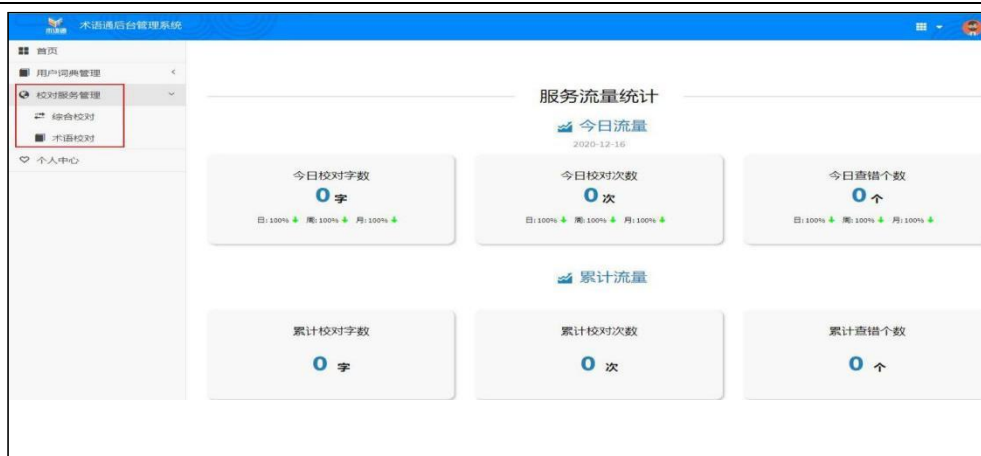 术语通 术语通后台管理系统
首页
用户词典管理
校对服务管理
综合校对
术语校对
个人中心
服务流量统计
今日流量
2020-12-16
今日校对字数
0 字
日:100% 周:100% 月:100%
今日校对次数
0 次
日:100% 周:100% 月:100%
今日查错个数
0 个
日:100% 周:100% 月:100%
累计流量
累计校对字数
0 字
累计校对次数
0 次
累计查错个数
0 个